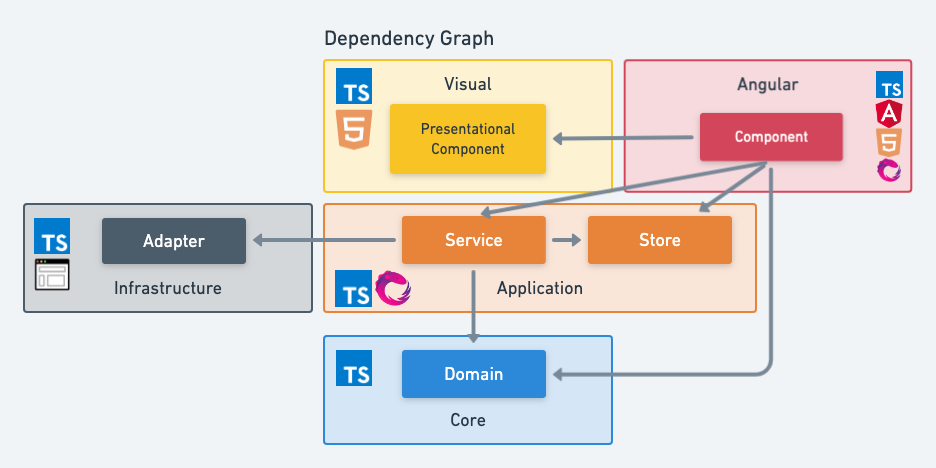 Dependency Graph
TS
Visual
5
Presentational
Component
Angular
TS
A
5
Component
TS
Adapter
Infrastructure
Service
Store
TS
Application
TS
Domain
Core